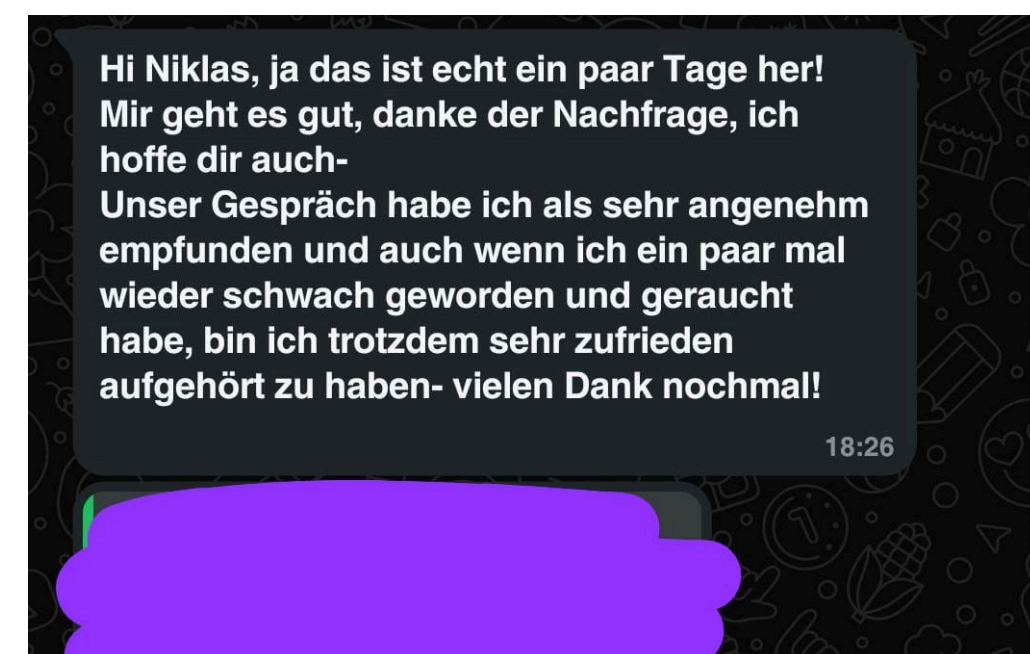 Hi Niklas, ja das ist echt ein paar Tage her!
Mir geht es gut, danke der Nachfrage, ich
hoffe dir auch-
Unser Gespräch habe ich als sehr angenehm
empfunden und auch wenn ich ein paar mal
wieder schwach geworden und geraucht
habe, bin ich trotzdem sehr zufrieden
aufgehört zu haben- vielen Dank nochmal!
18:26